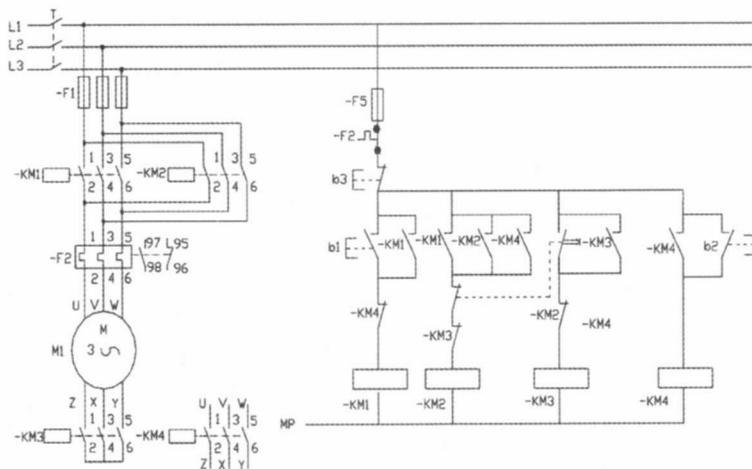 L1 T
L2
L3
-F1
-F5
-F2
b3
1 3 5
-KM1
2 4 6
-KM2
1 3 5
2 4 6
1 3 5
-F2
97 95
98 96
2 4 6
U V W
M1
M
3
Z X Y
-KM3
1 3 5
2 4 6
-KM4
U V W
1 3 5
2 4 6
Z X Y
b1
-KM1
-KM1
-KM2
-KM4
-KM3
-KM4
b2
-KM4
-KM3
-KM2
-KM4
-KM1
-KM2
-KM3
-KM4
MP